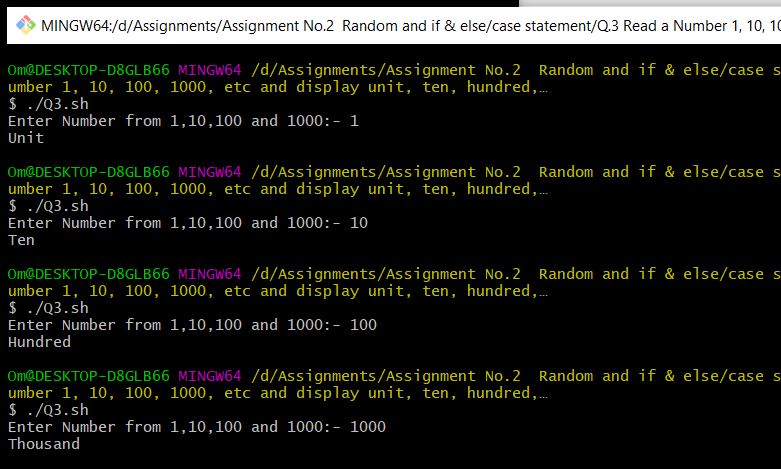 MINGW64:/d/Assignments/Assignment No.2  Random and if & else/case statement/Q.3 Read a Number 1, 10, 10
Om@DESKTOP-D8GLB66 MINGW64 /d/Assignments/Assignment No.2  Random and if & else/case s
umber 1, 10, 100, 1000, etc and display unit, ten, hundred,…
$ ./Q3.sh
Enter Number from 1,10,100 and 1000:- 1
Unit
Om@DESKTOP-D8GLB66 MINGW64 /d/Assignments/Assignment No.2  Random and if & else/case s
umber 1, 10, 100, 1000, etc and display unit, ten, hundred,…
$ ./Q3.sh
Enter Number from 1,10,100 and 1000:- 10
Ten
Om@DESKTOP-D8GLB66 MINGW64 /d/Assignments/Assignment No.2  Random and if & else/case s
umber 1, 10, 100, 1000, etc and display unit, ten, hundred,…
$ ./Q3.sh
Enter Number from 1,10,100 and 1000:- 100
Hundred
Om@DESKTOP-D8GLB66 MINGW64 /d/Assignments/Assignment No.2  Random and if & else/case s
umber 1, 10, 100, 1000, etc and display unit, ten, hundred,…
$ ./Q3.sh
Enter Number from 1,10,100 and 1000:- 1000
Thousand